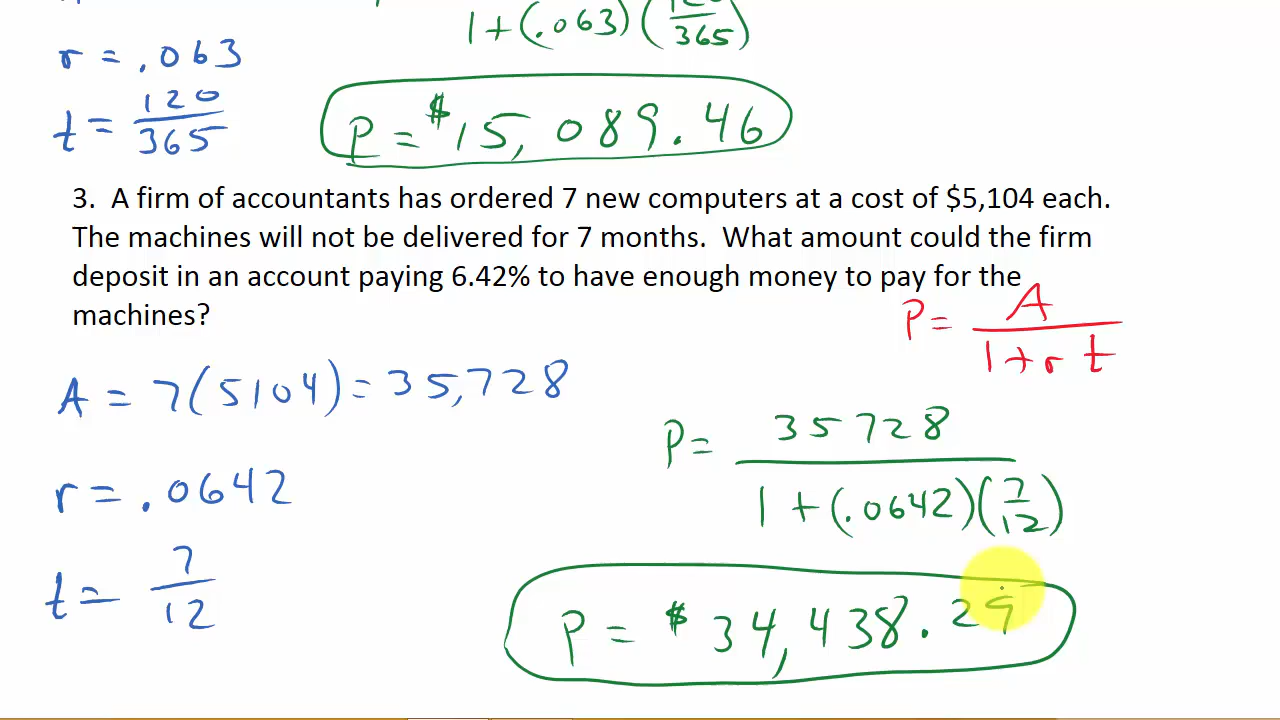 1 + (.063) (120/365)
r = .063
t = 120/365
P = $15,089.46
3. A firm of accountants has ordered 7 new computers at a cost of $5,104 each.
The machines will not be delivered for 7 months. What amount could the firm
deposit in an account paying 6.42% to have enough money to pay for the
machines?
P = A / 1 + r t
A = 7(5104) = 35,728
P = 35728 / 1 + (.0642)(7/12)
r = .0642
t = 7/12
P = $34,438.29